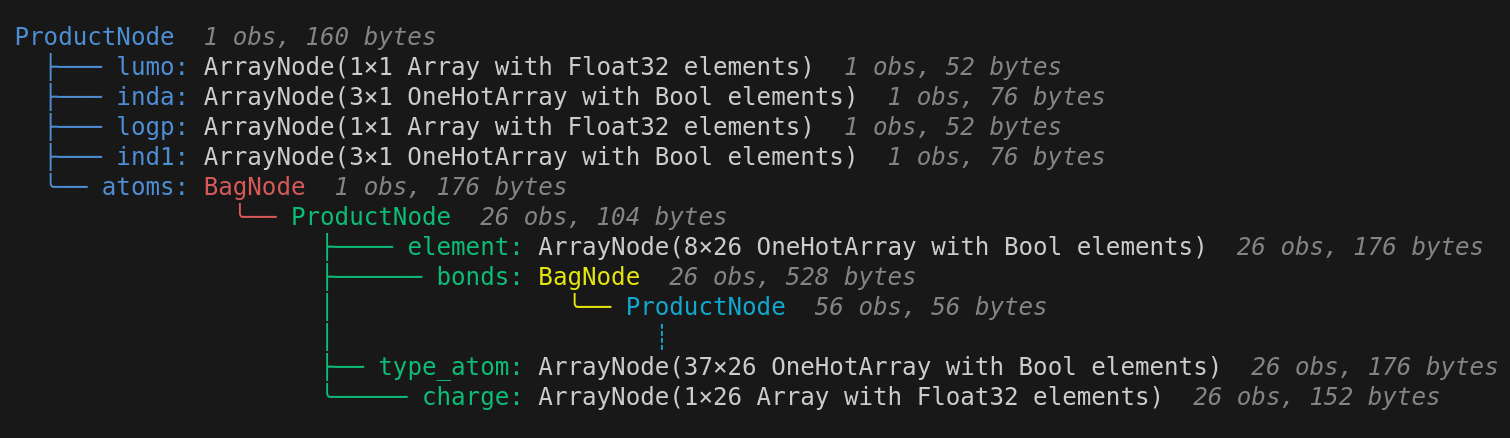 ProductNode 1 obs, 160 bytes
lumo: ArrayNode(1×1 Array with Float32 elements) 1 obs, 52 bytes
inda: ArrayNode(3×1 OneHotArray with Bool elements) 1 obs, 76 bytes
logp: ArrayNode(1×1 Array with Float32 elements) 1 obs, 52 bytes
ind1: ArrayNode(3×1 OneHotArray with Bool elements) 1 obs, 76 bytes
atoms: BagNode 1 obs, 176 bytes
ProductNode 26 obs, 104 bytes
element: ArrayNode(8×26 OneHotArray with Bool elements) 26 obs, 176 bytes
bonds: BagNode 26 obs, 528 bytes
ProductNode 56 obs, 56 bytes
type_atom: ArrayNode(37×26 OneHotArray with Bool elements) 26 obs, 176 bytes
charge: ArrayNode(1×26 Array with Float32 elements) 26 obs, 152 bytes